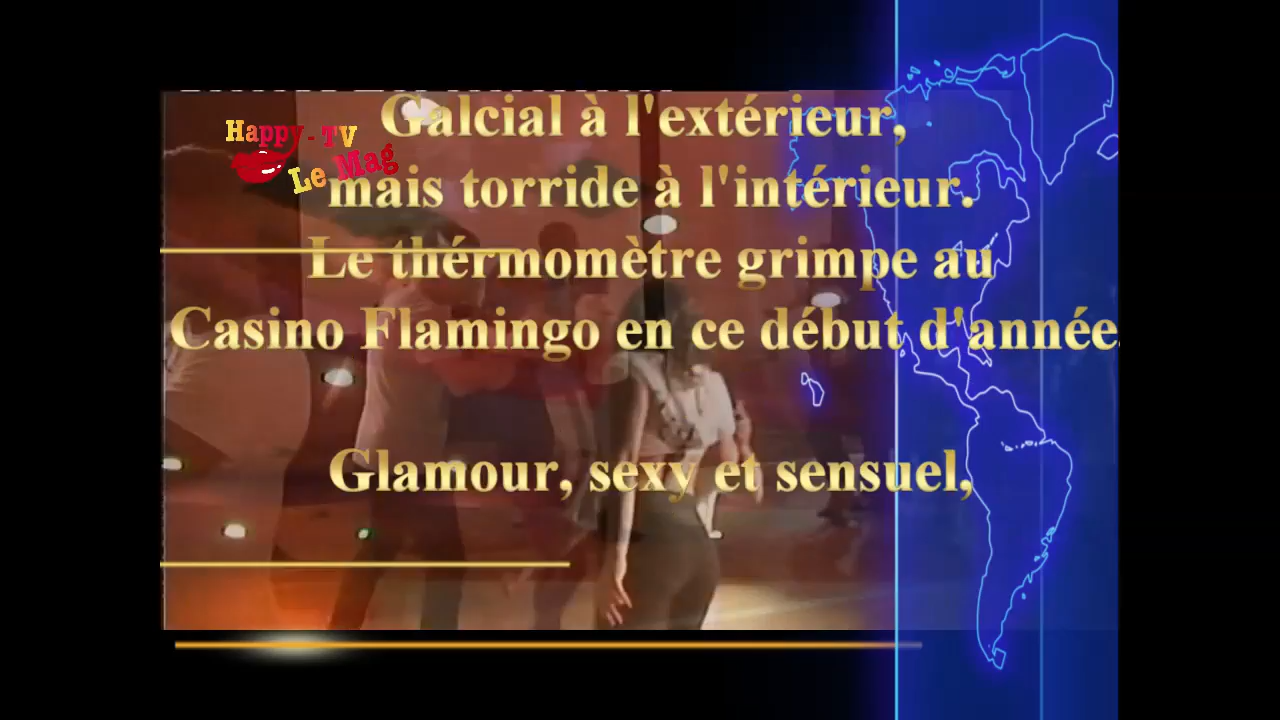 Galcial à l'extérieur,
Happy-TV
Le Mag
mais torride à l'intérieur.
Le thérmomètre grimpe au
Casino Flamingo en ce début d'année.
Glamour, sexy et sensuel,